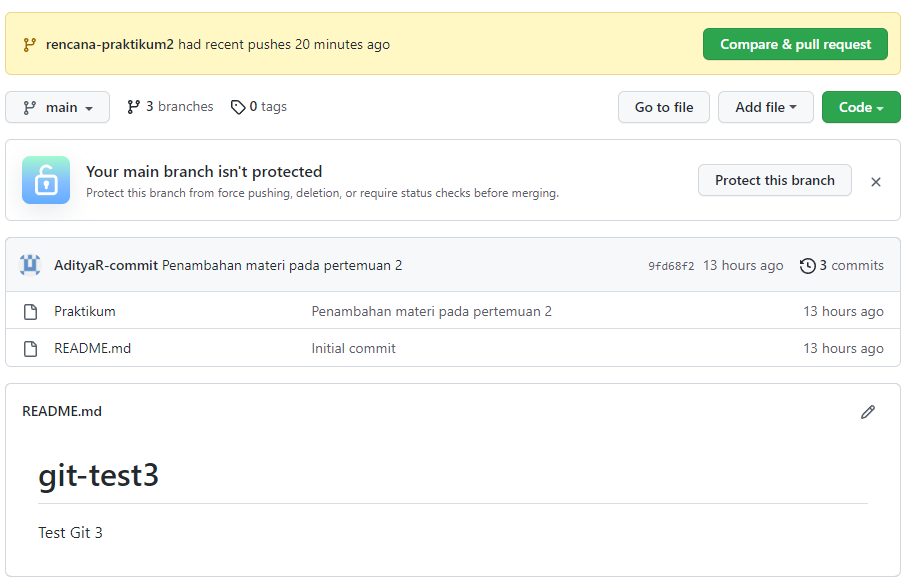 rencana-praktikum2 had recent pushes 20 minutes ago Compare & pull request
main 3 branches 0 tags Go to file Add file Code
Your main branch isn't protected
Protect this branch from force pushing, deletion, or require status checks before merging.
Protect this branch
AdityaR-commit Penambahan materi pada pertemuan 2 9fd68f2 13 hours ago 3 commits
Praktikum Penambahan materi pada pertemuan 2 13 hours ago
README.md Initial commit 13 hours ago
README.md
git-test3
Test Git 3